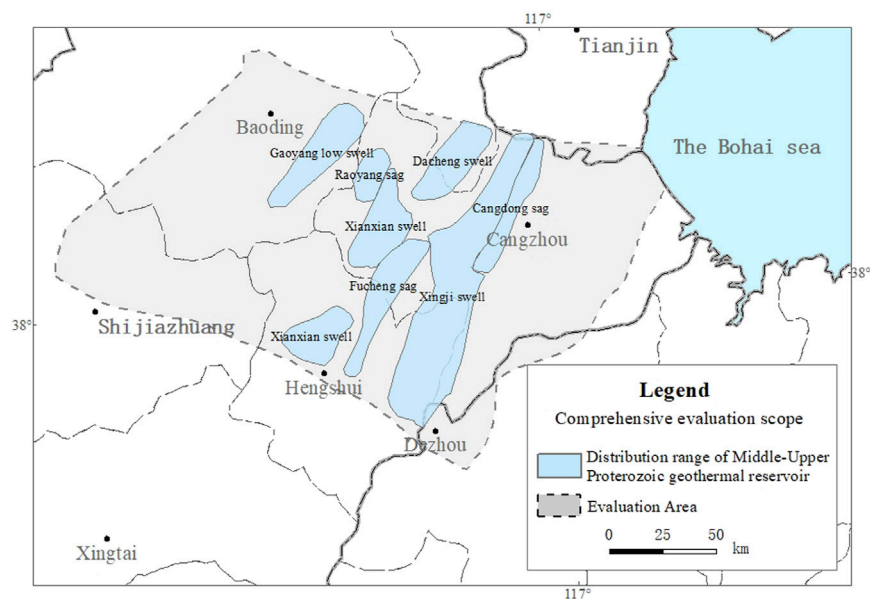 117°
Tianjin
Baoding
The Bohai sea
Gaoyang low swell
Dacheng swell
Raoyang sag
Cangdong sag
Xianxian swell
Cangzhou
38°
Fucheng sag
Xingji swell
Shijiazhuang
38°
Xianxian swell
Hengshui
Dezhou
Xingtai
Legend
Comprehensive evaluation scope
Distribution range of Middle-Upper
Proterozoic geothermal reservoir
Evaluation Area
0 25 50
km
117°